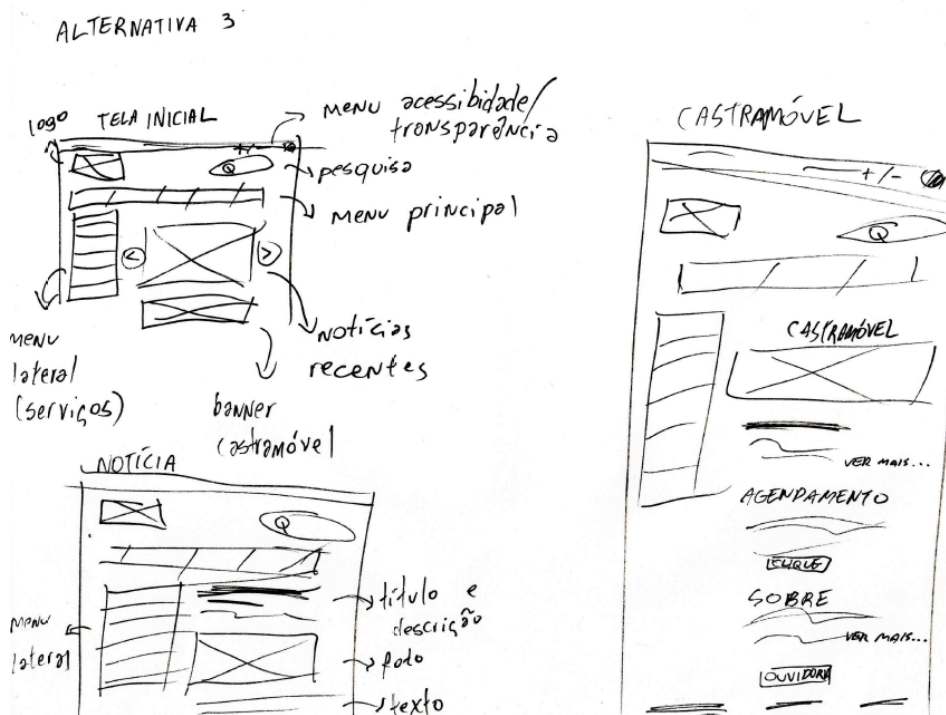 ALTERNATIVA 3
logo
TELA INICIAL
+/-
Q
menu acessibidade/
transparência
pesquisa
menu principal
< >
menu
lateral
(serviços)
notícias
recentes
banner
castramóvel
NOTÍCIA
Q
menu
lateral
título e
descrição
foto
texto
CASTRAMÓVEL
+/-
Q
CASTRAMÓVEL
VER MAIS...
AGENDAMENTO
CLIQUE
SOBRE
VER MAIS...
OUVIDORIA